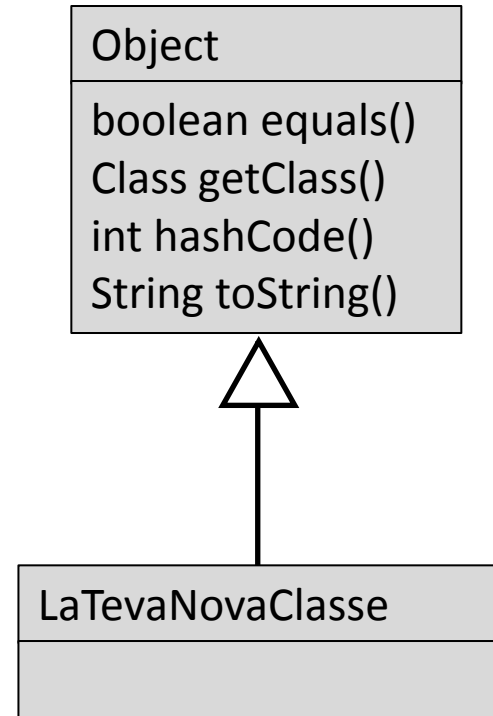 Object
boolean equals()
Class getClass()
int hashCode()
String toString()
LaTevaNovaClasse